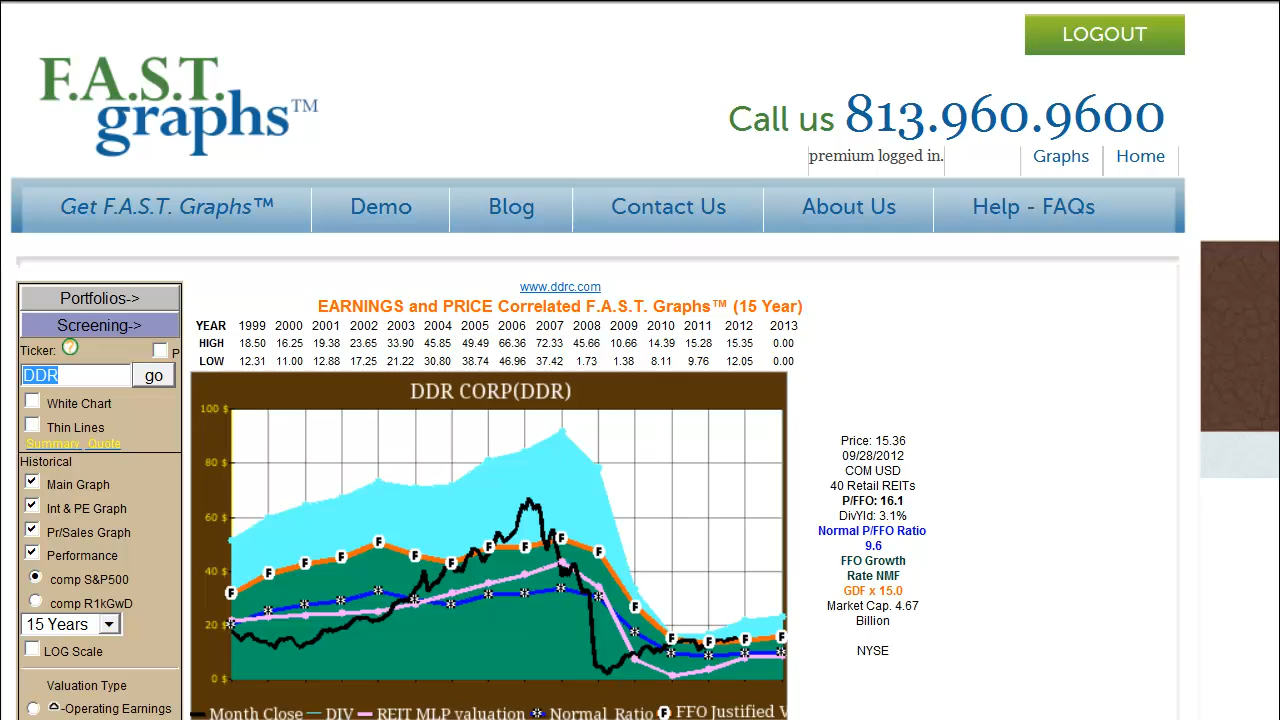 LOGOUT
F.A.S.T.
graphs™
Call us 813.960.9600
premium logged in.
Graphs
Home
Get F.A.S.T. Graphs™
Demo
Blog
Contact Us
About Us
Help - FAQs
Portfolios->
Screening->
Ticker:
P
DDR
go
White Chart
Thin Lines
Summary Quote
Historical
Main Graph
Int & PE Graph
Pr/Sales Graph
Performance
comp S&P500
comp R1kGwD
15 Years
LOG Scale
Valuation Type
-Operating Earnings
www.ddrc.com
EARNINGS and PRICE Correlated F.A.S.T. Graphs™ (15 Year)
YEAR 1999 2000 2001 2002 2003 2004 2005 2006 2007 2008 2009 2010 2011 2012 2013
HIGH 18.50 16.25 19.38 23.65 33.90 45.85 49.49 66.36 72.33 45.66 10.66 14.39 15.28 15.35 0.00
LOW 12.31 11.00 12.88 17.25 21.22 30.80 38.74 46.96 37.42 1.73 1.38 8.11 9.76 12.05 0.00
DDR CORP(DDR)
100 $
80 $
60 $
40 $
20 $
0 $
F F F F F F F F F F F F F F F F
Month Close DIV REIT MLP valuation Normal Ratio F FFO Justified V
Price: 15.36
09/28/2012
COM USD
40 Retail REITs
P/FFO: 16.1
DivYld: 3.1%
Normal P/FFO Ratio
9.6
FFO Growth
Rate NMF
GDF x 15.0
Market Cap. 4.67
Billion
NYSE